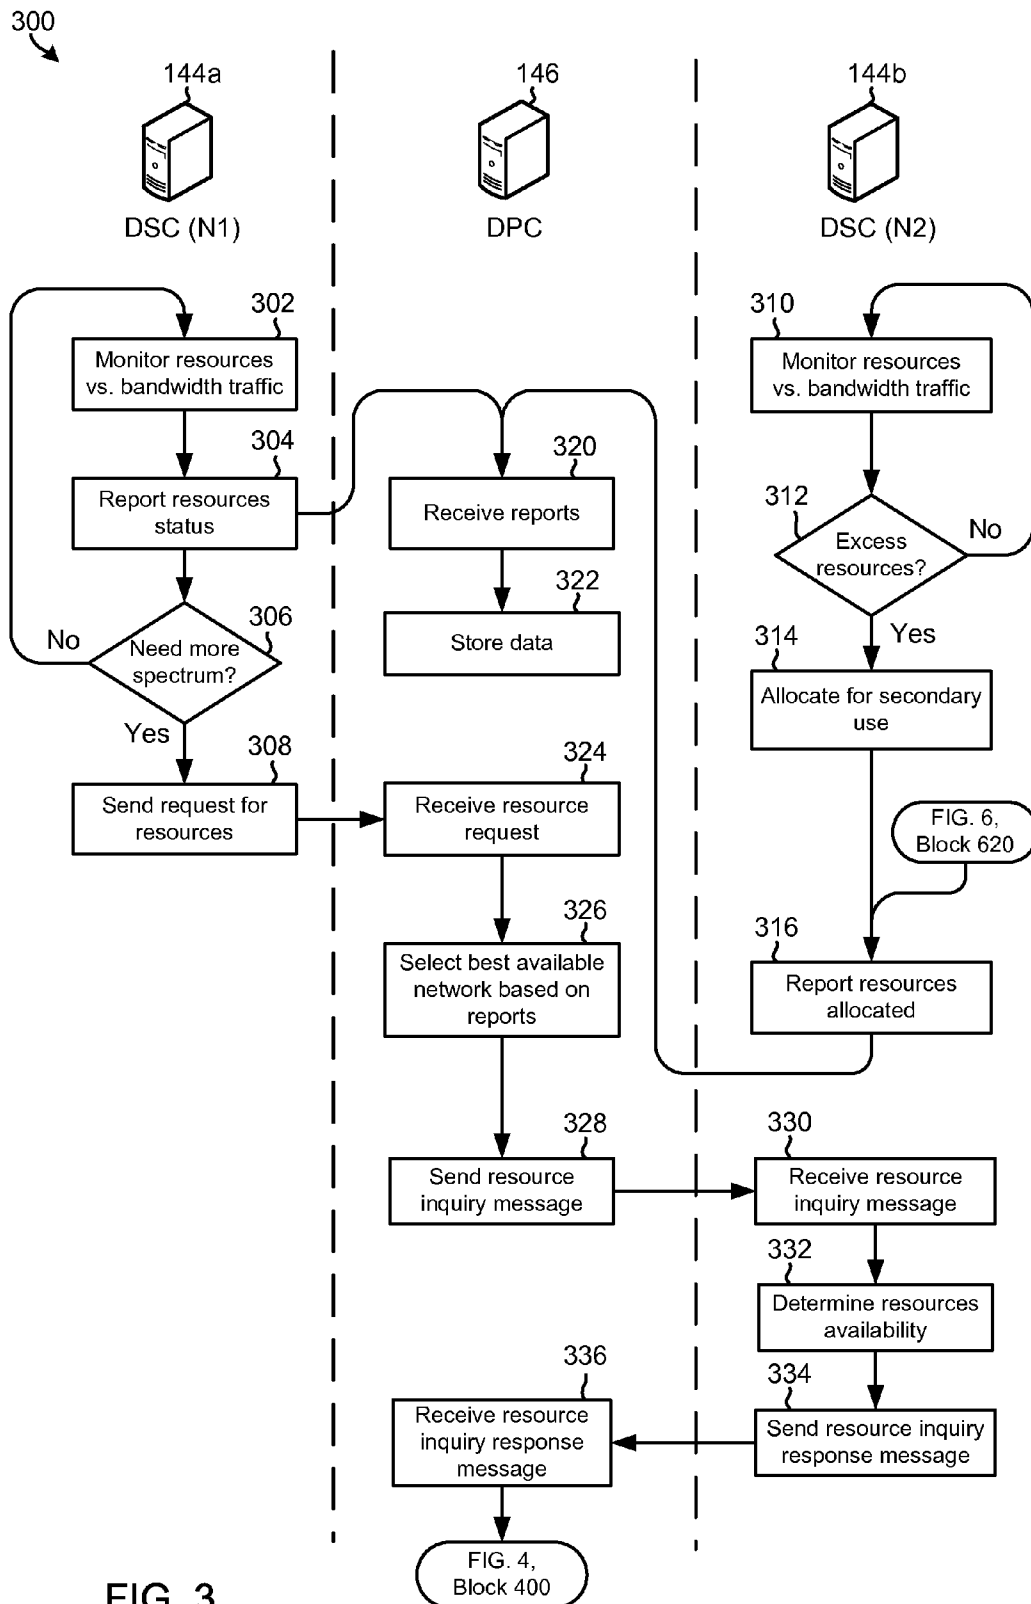 300
144a
146
144b
DSC (N1)
DPC
DSC (N2)
302
Monitor resources
vs. bandwidth traffic
304
Report resources
status
306
Need more
spectrum?
No
Yes
308
Send request for
resources
320
Receive reports
322
Store data
324
Receive resource
request
326
Select best available
network based on
reports
328
Send resource
inquiry message
336
Receive resource
inquiry response
message
FIG. 4,
Block 400
310
Monitor resources
vs. bandwidth traffic
312
Excess
resources?
No
Yes
314
Allocate for secondary
use
FIG. 6,
Block 620
316
Report resources
allocated
330
Receive resource
inquiry message
332
Determine resources
availability
334
Send resource inquiry
response message
FIG. 3